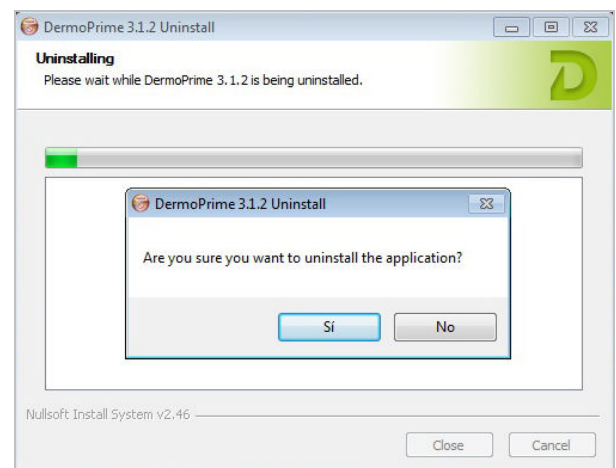 DermoPrime 3.1.2 Uninstall
Uninstalling
Please wait while DermoPrime 3.1.2 is being uninstalled.
DermoPrime 3.1.2 Uninstall
Are you sure you want to uninstall the application?
Sí No
Nullsoft Install System v2.46
Close Cancel